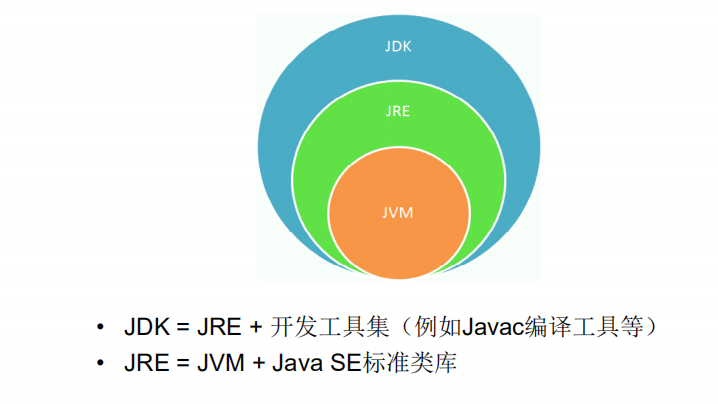 JDK
JRE
JVM
• JDK = JRE + 开发工具集（例如Javac编译工具等）
• JRE = JVM + Java SE标准类库